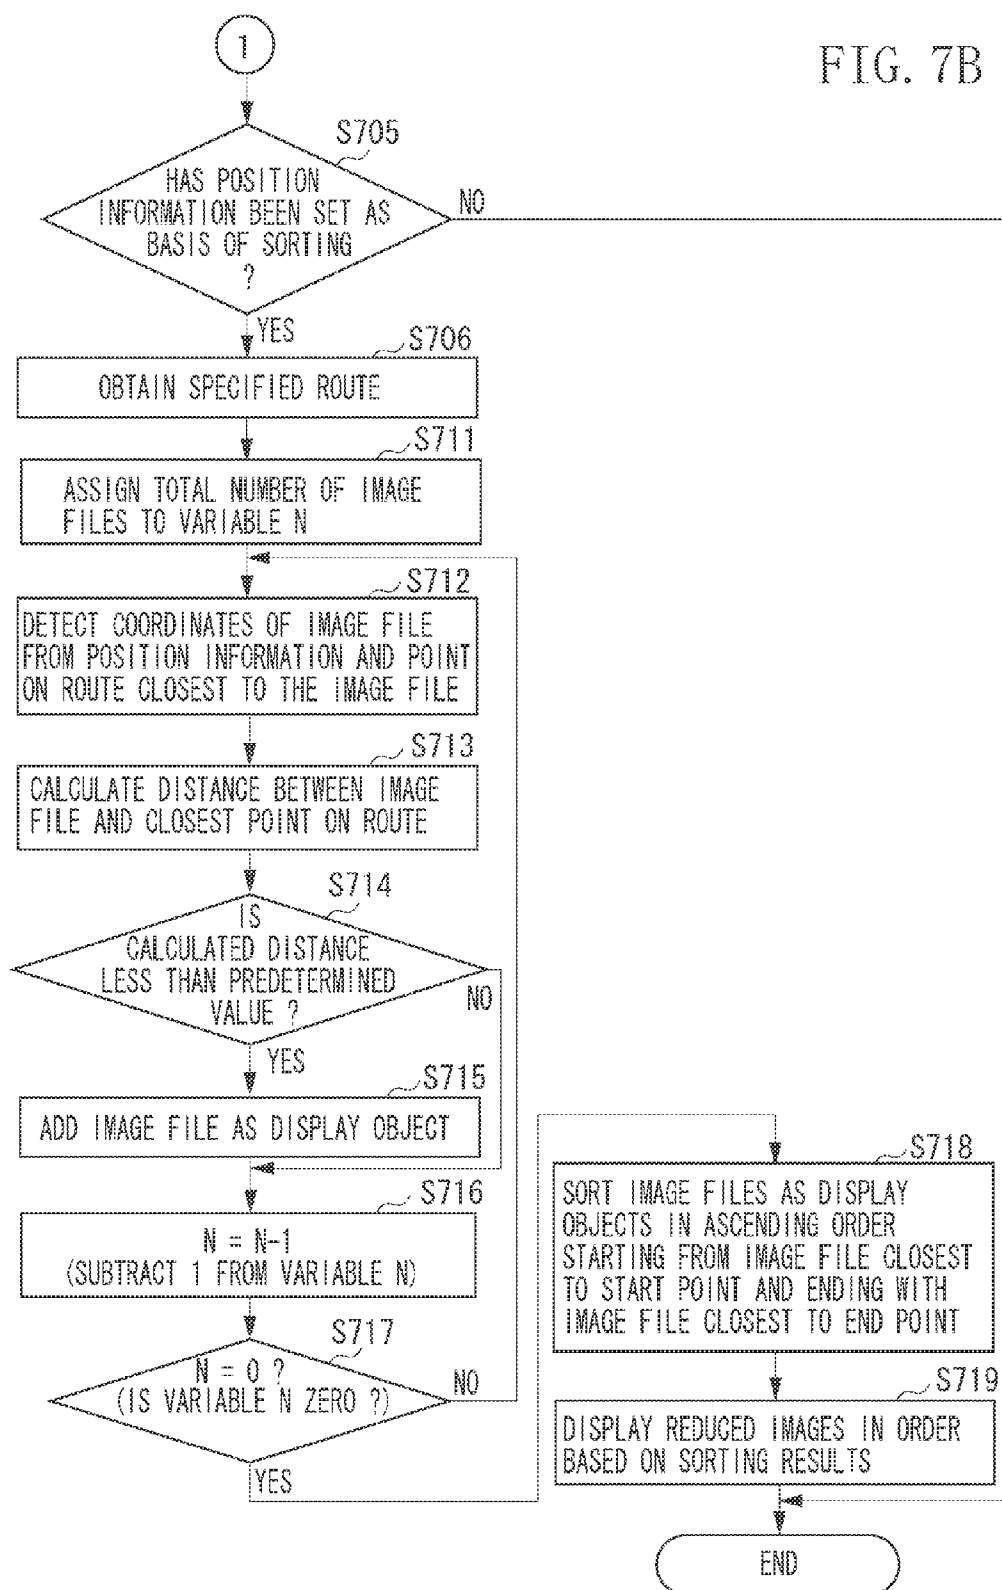 FIG. 7B
1
S705
HAS POSITION
INFORMATION BEEN SET AS
BASIS OF SORTING
?
NO
YES
S706
OBTAIN SPECIFIED ROUTE
S711
ASSIGN TOTAL NUMBER OF IMAGE
FILES TO VARIABLE N
S712
DETECT COORDINATES OF IMAGE FILE
FROM POSITION INFORMATION AND POINT
ON ROUTE CLOSEST TO THE IMAGE FILE
S713
CALCULATE DISTANCE BETWEEN IMAGE
FILE AND CLOSEST POINT ON ROUTE
S714
IS
CALCULATED DISTANCE
LESS THAN PREDETERMINED
VALUE ?
NO
YES
S715
ADD IMAGE FILE AS DISPLAY OBJECT
S716
N = N-1
(SUBTRACT 1 FROM VARIABLE N)
S717
N = 0 ?
(IS VARIABLE N ZERO ?)
NO
YES
S718
SORT IMAGE FILES AS DISPLAY
OBJECTS IN ASCENDING ORDER
STARTING FROM IMAGE FILE CLOSEST
TO START POINT AND ENDING WITH
IMAGE FILE CLOSEST TO END POINT
S719
DISPLAY REDUCED IMAGES IN ORDER
BASED ON SORTING RESULTS
END